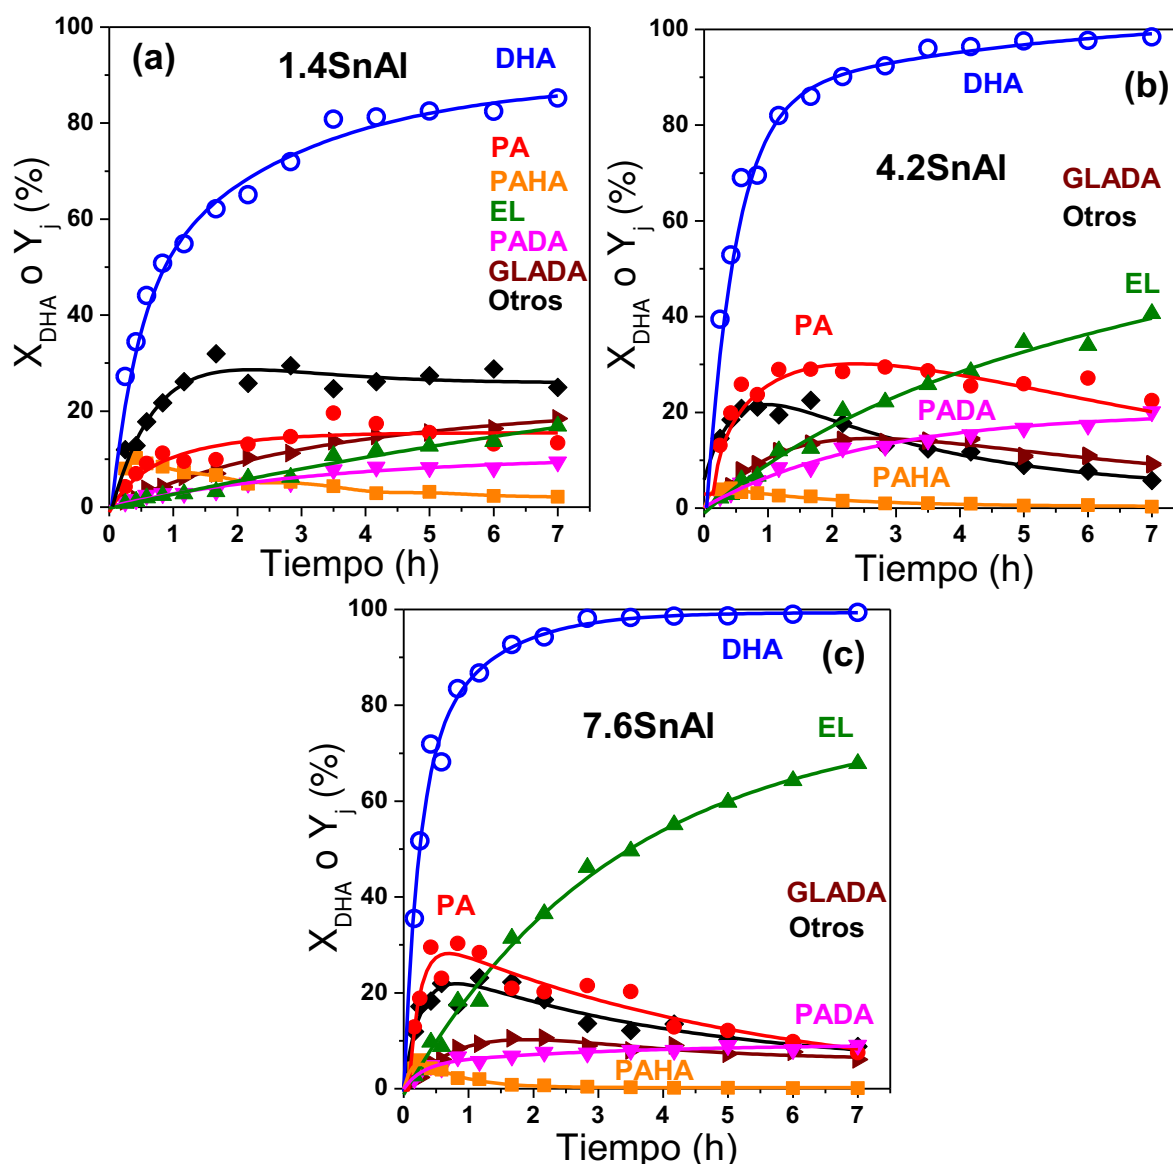 100
80
60
40
20
0
X_DHA o Y_j (%)
(a)
1.4SnAl
DHA
PA
PAHA
EL
PADA
GLADA
Otros
0 1 2 3 4 5 6 7
Tiempo (h)
100
80
60
40
20
0
X_DHA o Y_j (%)
DHA
(b)
4.2SnAl
GLADA
Otros
EL
PA
PADA
PAHA
0 1 2 3 4 5 6 7
Tiempo (h)
100
80
60
40
20
0
X_DHA o Y_j (%)
DHA
(c)
7.6SnAl
EL
PA
GLADA
Otros
PADA
PAHA
0 1 2 3 4 5 6 7
Tiempo (h)